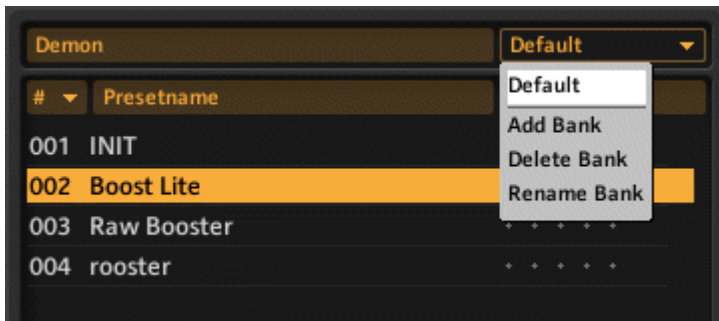 Demon Default
# Presetname
Default
Add Bank
Delete Bank
Rename Bank
001 INIT
002 Boost Lite
003 Raw Booster
004 rooster